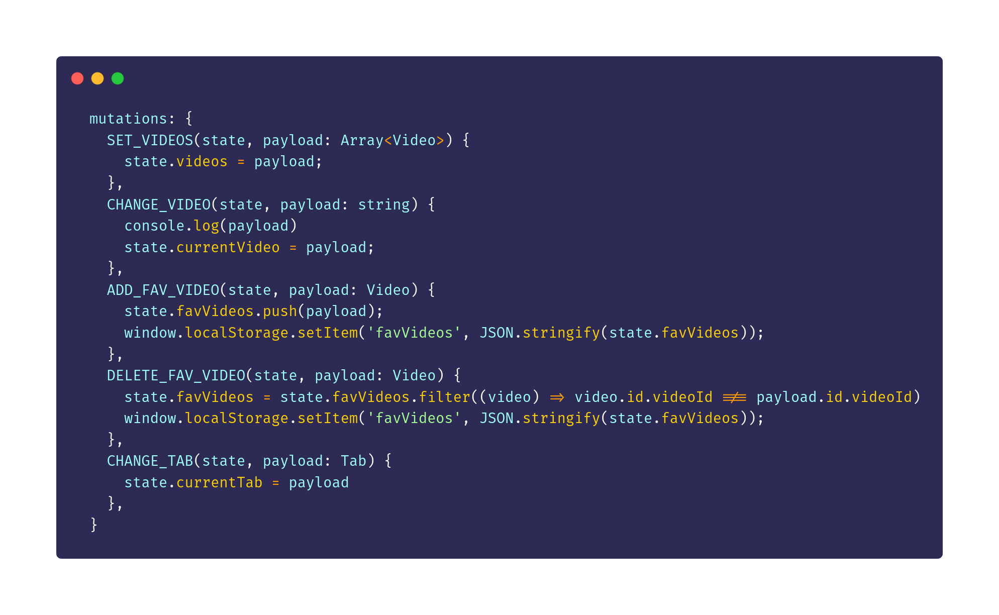 mutations: {
  SET_VIDEOS(state, payload: Array<Video>) {
    state.videos = payload;
  },
  CHANGE_VIDEO(state, payload: string) {
    console.log(payload)
    state.currentVideo = payload;
  },
  ADD_FAV_VIDEO(state, payload: Video) {
    state.favVideos.push(payload);
    window.localStorage.setItem('favVideos', JSON.stringify(state.favVideos));
  },
  DELETE_FAV_VIDEO(state, payload: Video) {
    state.favVideos = state.favVideos.filter((video) => video.id.videoId !== payload.id.videoId)
    window.localStorage.setItem('favVideos', JSON.stringify(state.favVideos));
  },
  CHANGE_TAB(state, payload: Tab) {
    state.currentTab = payload
  },
}